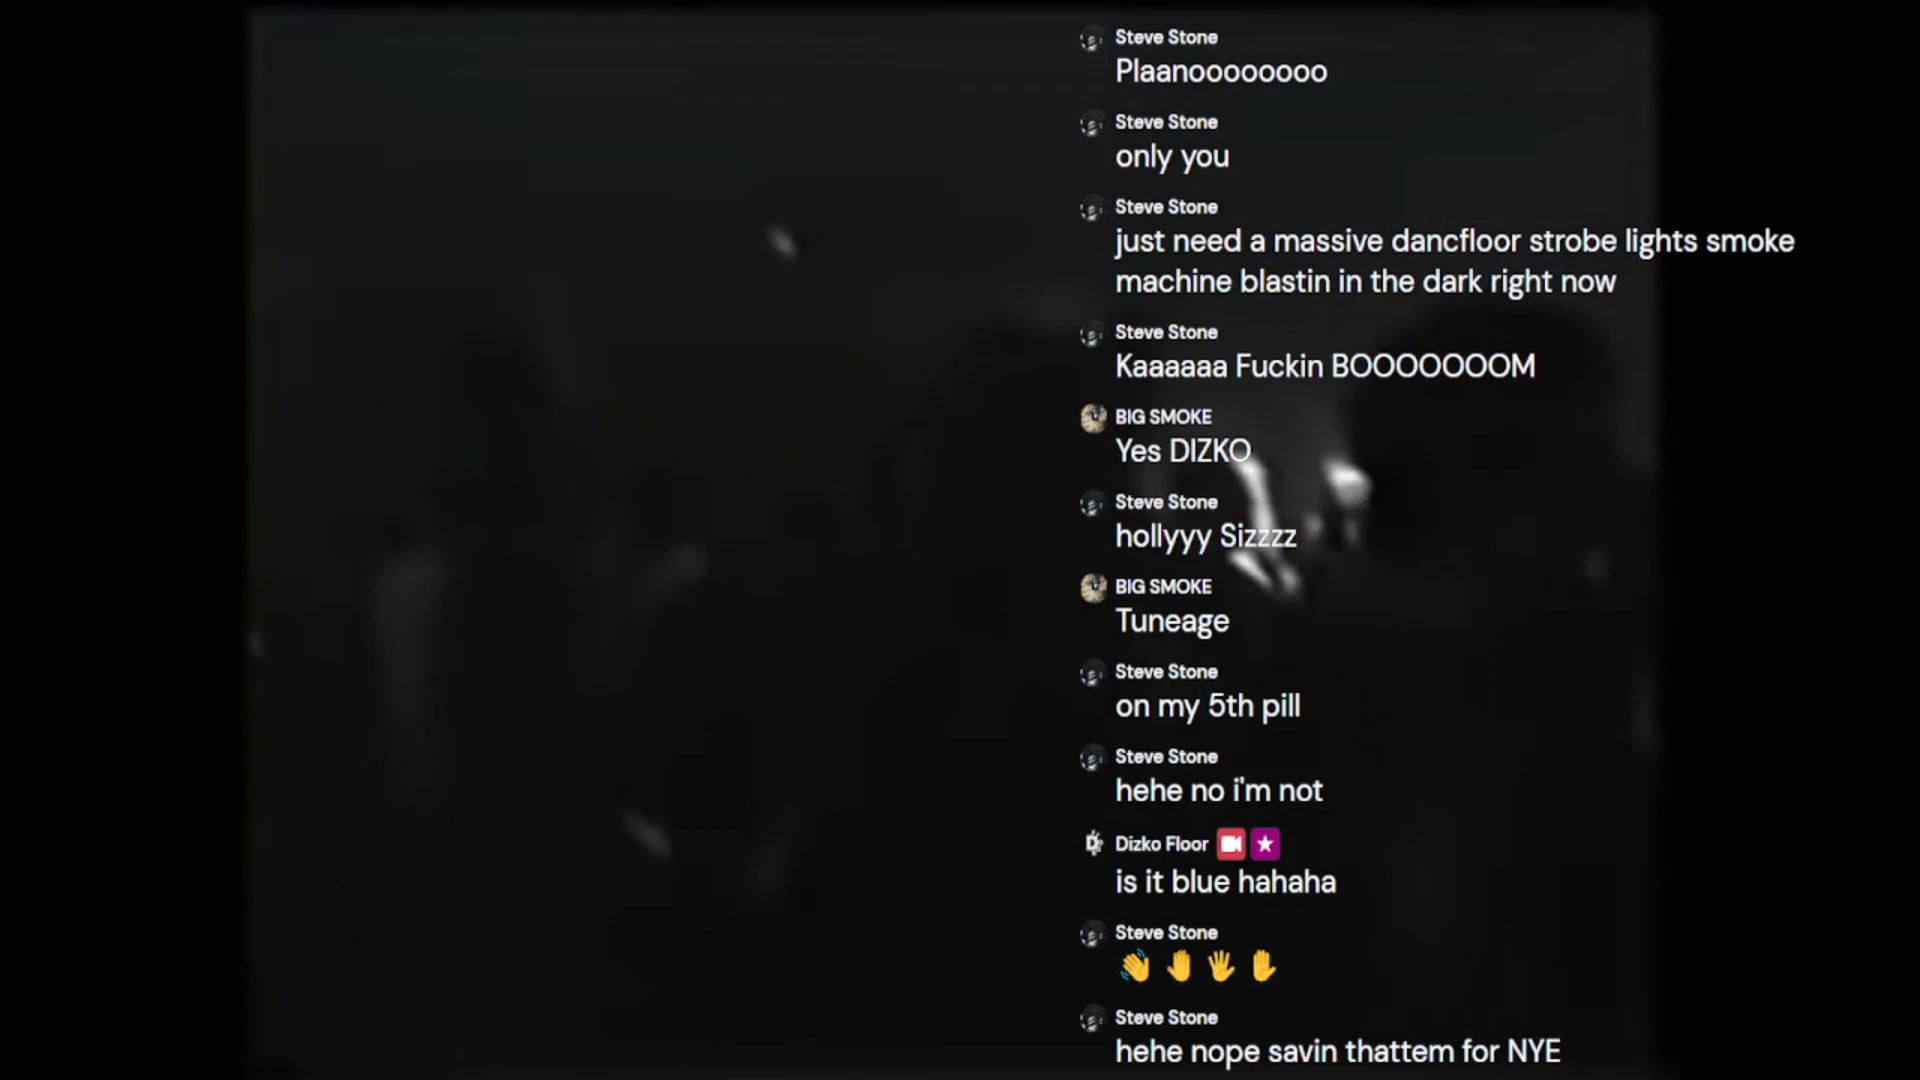 Steve Stone
Plaanoooooooo
Steve Stone
only you
Steve Stone
just need a massive dancfloor strobe lights smoke
machine blastin in the dark right now
Steve Stone
Kaaaaaa Fuckin BOOOOOOOM
BIG SMOKE
Yes DIZKO
Steve Stone
hollyyy Sizzzz
BIG SMOKE
Tuneage
Steve Stone
on my 5th pill
Steve Stone
hehe no i'm not
Dizko Floor
is it blue hahaha
Steve Stone
👋 🤚 🖐 ✋
Steve Stone
hehe nope savin thattem for NYE